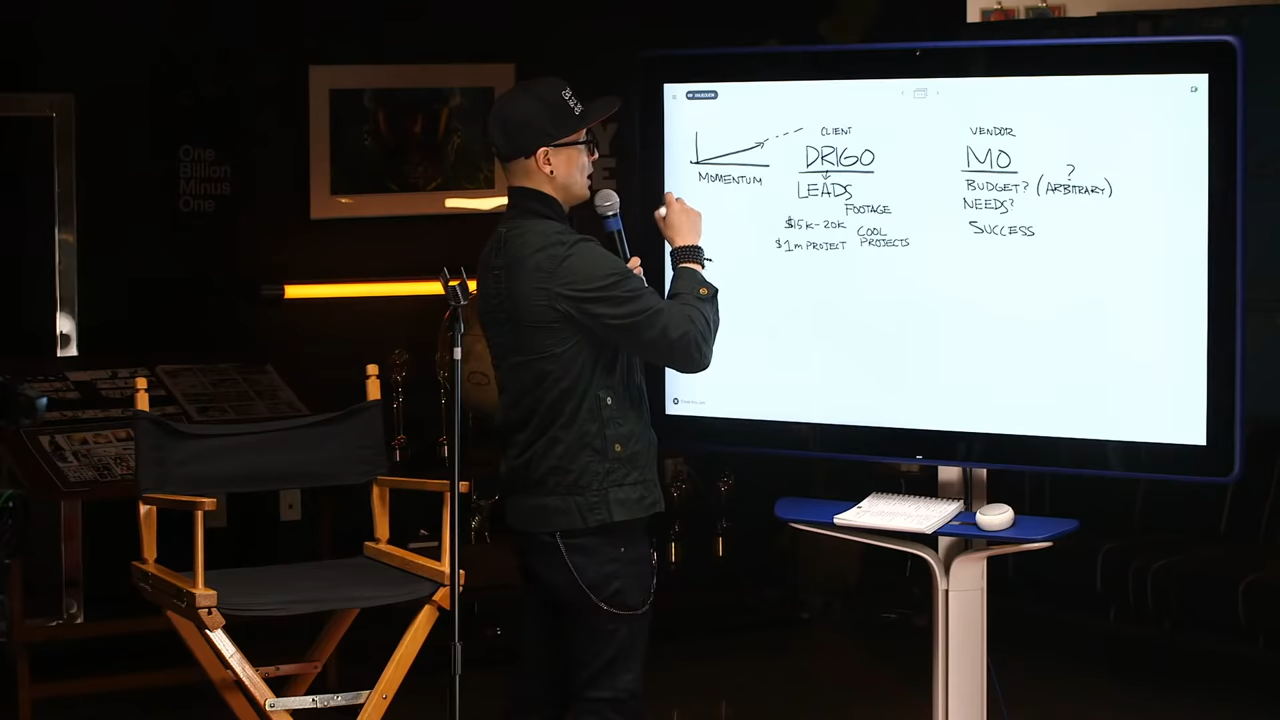 One
Billion
Minus
One
YE
MOMENTUM
CLIENT
DRIGO
LEADS
FOOTAGE
$15K-20K
COOL
PROJECTS
$1M PROJECT
VENDOR
MO
BUDGET? (ARBITRARY)
?
NEEDS?
SUCCESS